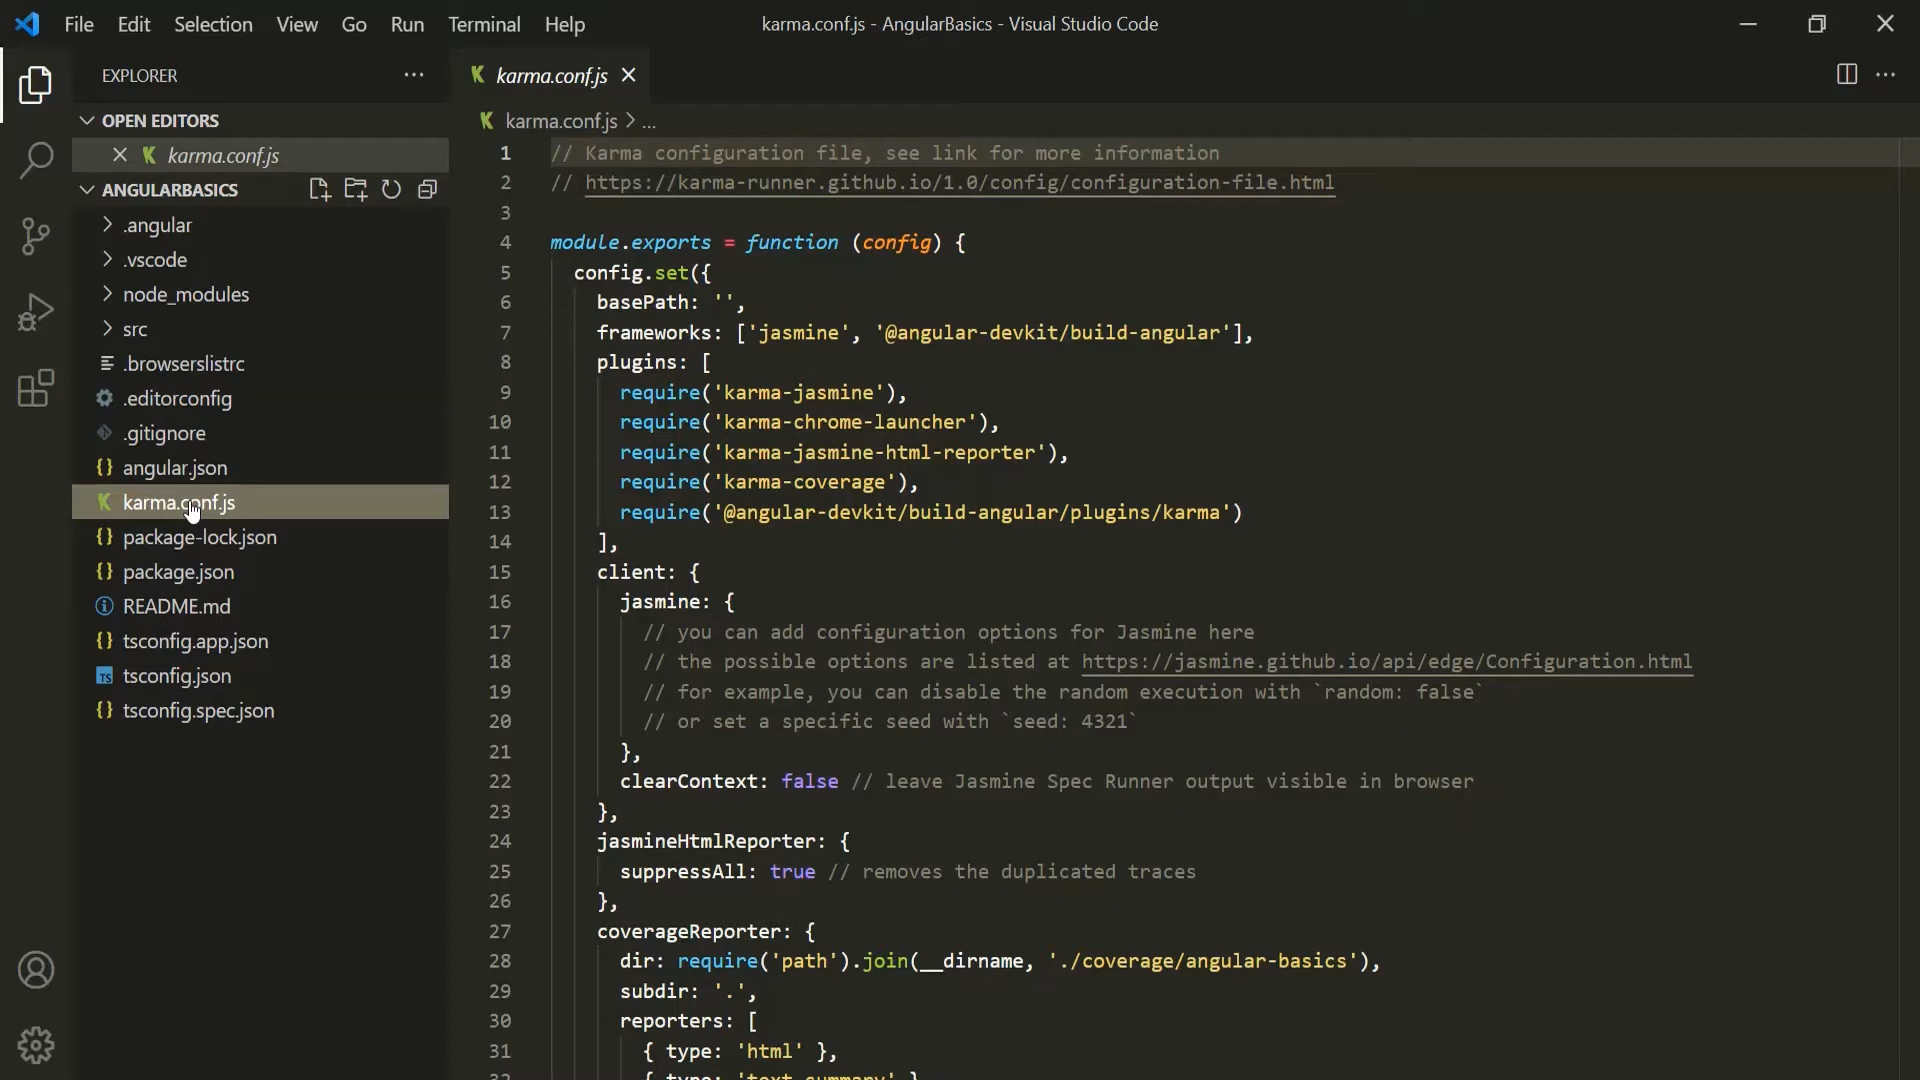 File Edit Selection View Go Run Terminal Help
karma.conf.js - AngularBasics - Visual Studio Code
EXPLORER ...
OPEN EDITORS
karma.conf.js
ANGULARBASICS
.angular
.vscode
node_modules
src
.browserslistrc
.editorconfig
.gitignore
angular.json
karma.conf.js
package-lock.json
package.json
README.md
tsconfig.app.json
TS tsconfig.json
tsconfig.spec.json
karma.conf.js
karma.conf.js > ...
1 // Karma configuration file, see link for more information
2 // https://karma-runner.github.io/1.0/config/configuration-file.html
3
4 module.exports = function (config) {
5 config.set({
6 basePath: '',
7 frameworks: ['jasmine', '@angular-devkit/build-angular'],
8 plugins: [
9 require('karma-jasmine'),
10 require('karma-chrome-launcher'),
11 require('karma-jasmine-html-reporter'),
12 require('karma-coverage'),
13 require('@angular-devkit/build-angular/plugins/karma')
14 ],
15 client: {
16 jasmine: {
17 // you can add configuration options for Jasmine here
18 // the possible options are listed at https://jasmine.github.io/api/edge/Configuration.html
19 // for example, you can disable the random execution with `random: false`
20 // or set a specific seed with `seed: 4321`
21 },
22 clearContext: false // leave Jasmine Spec Runner output visible in browser
23 },
24 jasmineHtmlReporter: {
25 suppressAll: true // removes the duplicated traces
26 },
27 coverageReporter: {
28 dir: require('path').join(__dirname, './coverage/angular-basics'),
29 subdir: '.',
30 reporters: [
31 { type: 'html' },
32 { type: 'text-summary' }